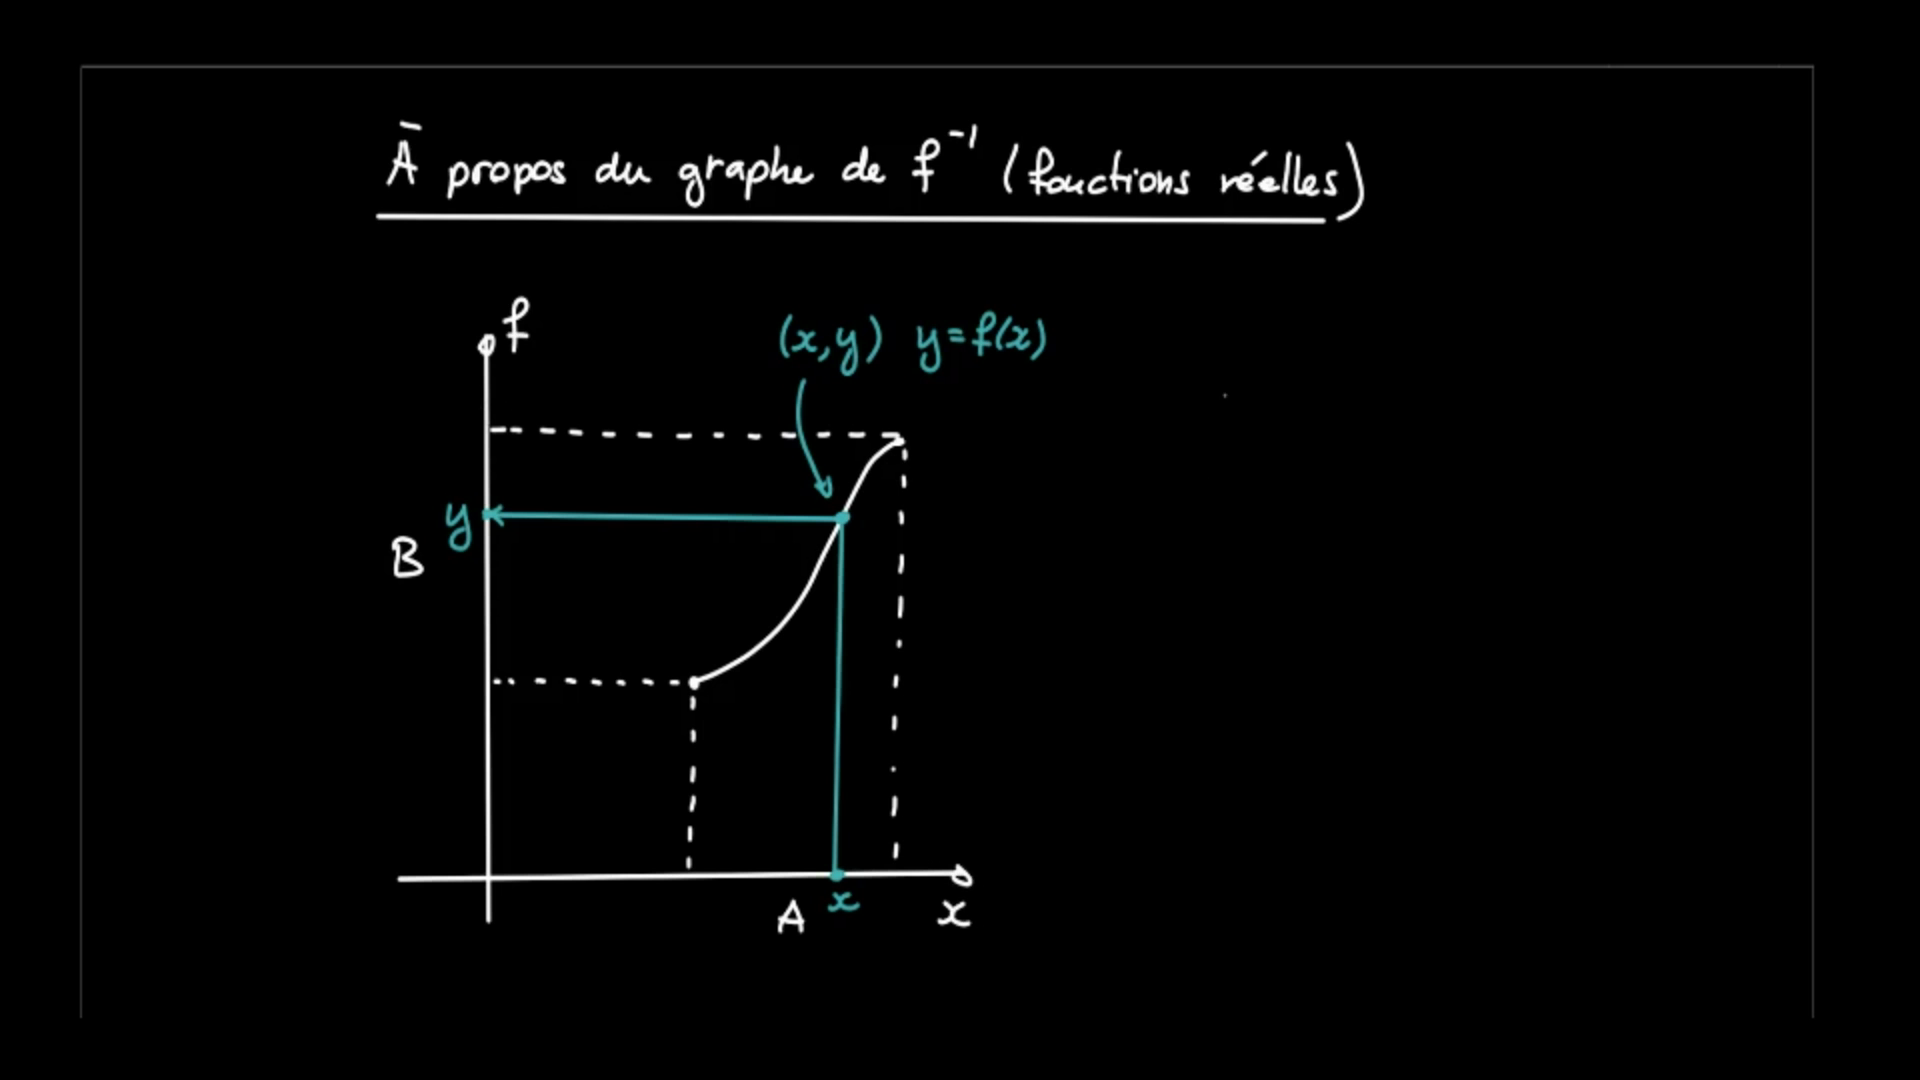 À propos du graphe de f⁻¹ (fonctions réelles)
f
(x,y) y=f(x)
y
B
A x x